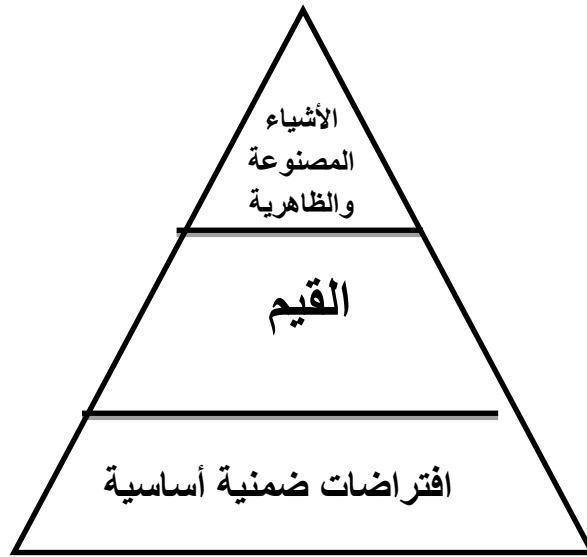 الأشياء
المصنوعة
والظاهرية
القيم
افتراضات ضمنية أساسية